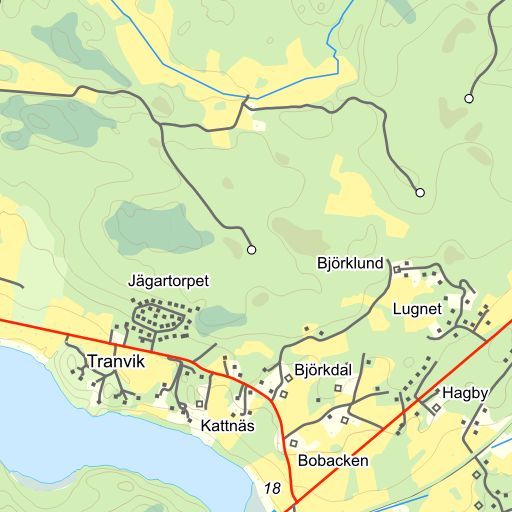 Björklund
Jägartorpet
Lugnet
Tranvik
Björkdal
Hagby
Kattnäs
Bobacken
18